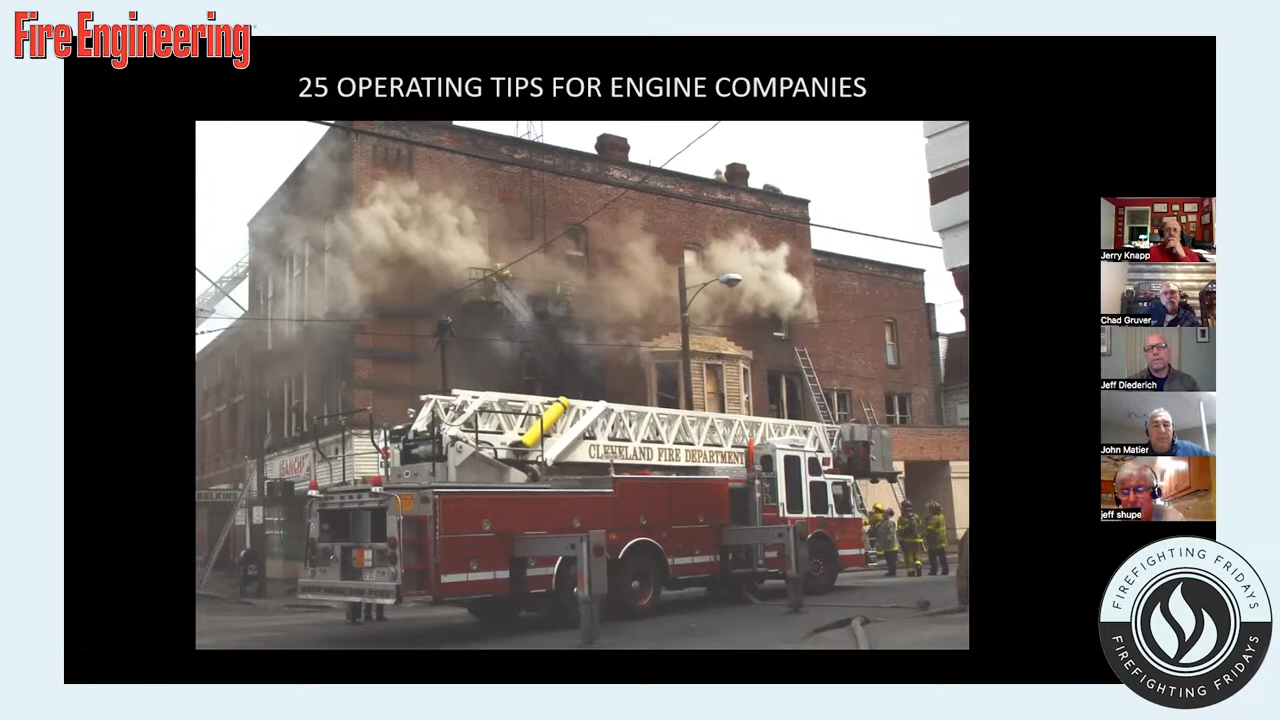 Fire Engineering
25 OPERATING TIPS FOR ENGINE COMPANIES
CLEVELAND FIRE DEPARTMENT
BELKINS
Jerry Knapp
Chad Gruver
Jeff Diederich
John Matier
jeff shupe
FIREFIGHTING FRIDAYS
FIREFIGHTING FRIDAYS